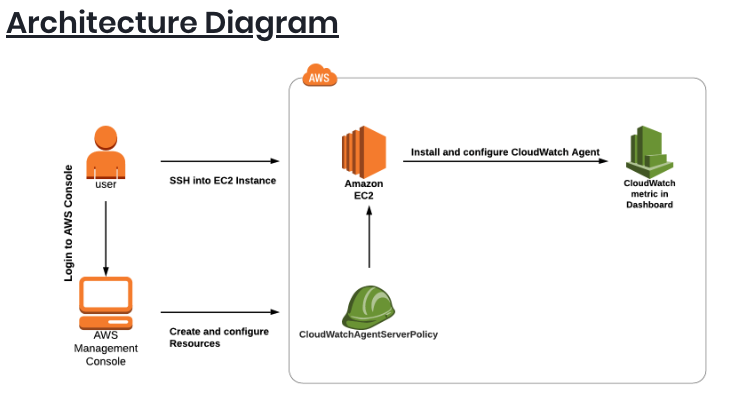 Architecture Diagram
AWS
user
SSH into EC2 Instance
Login to AWS Console
Amazon
EC2
Install and configure CloudWatch Agent
CloudWatch
metric in
Dashboard
AWS
Management
Console
Create and configure
Resources
CloudWatchAgentServerPolicy